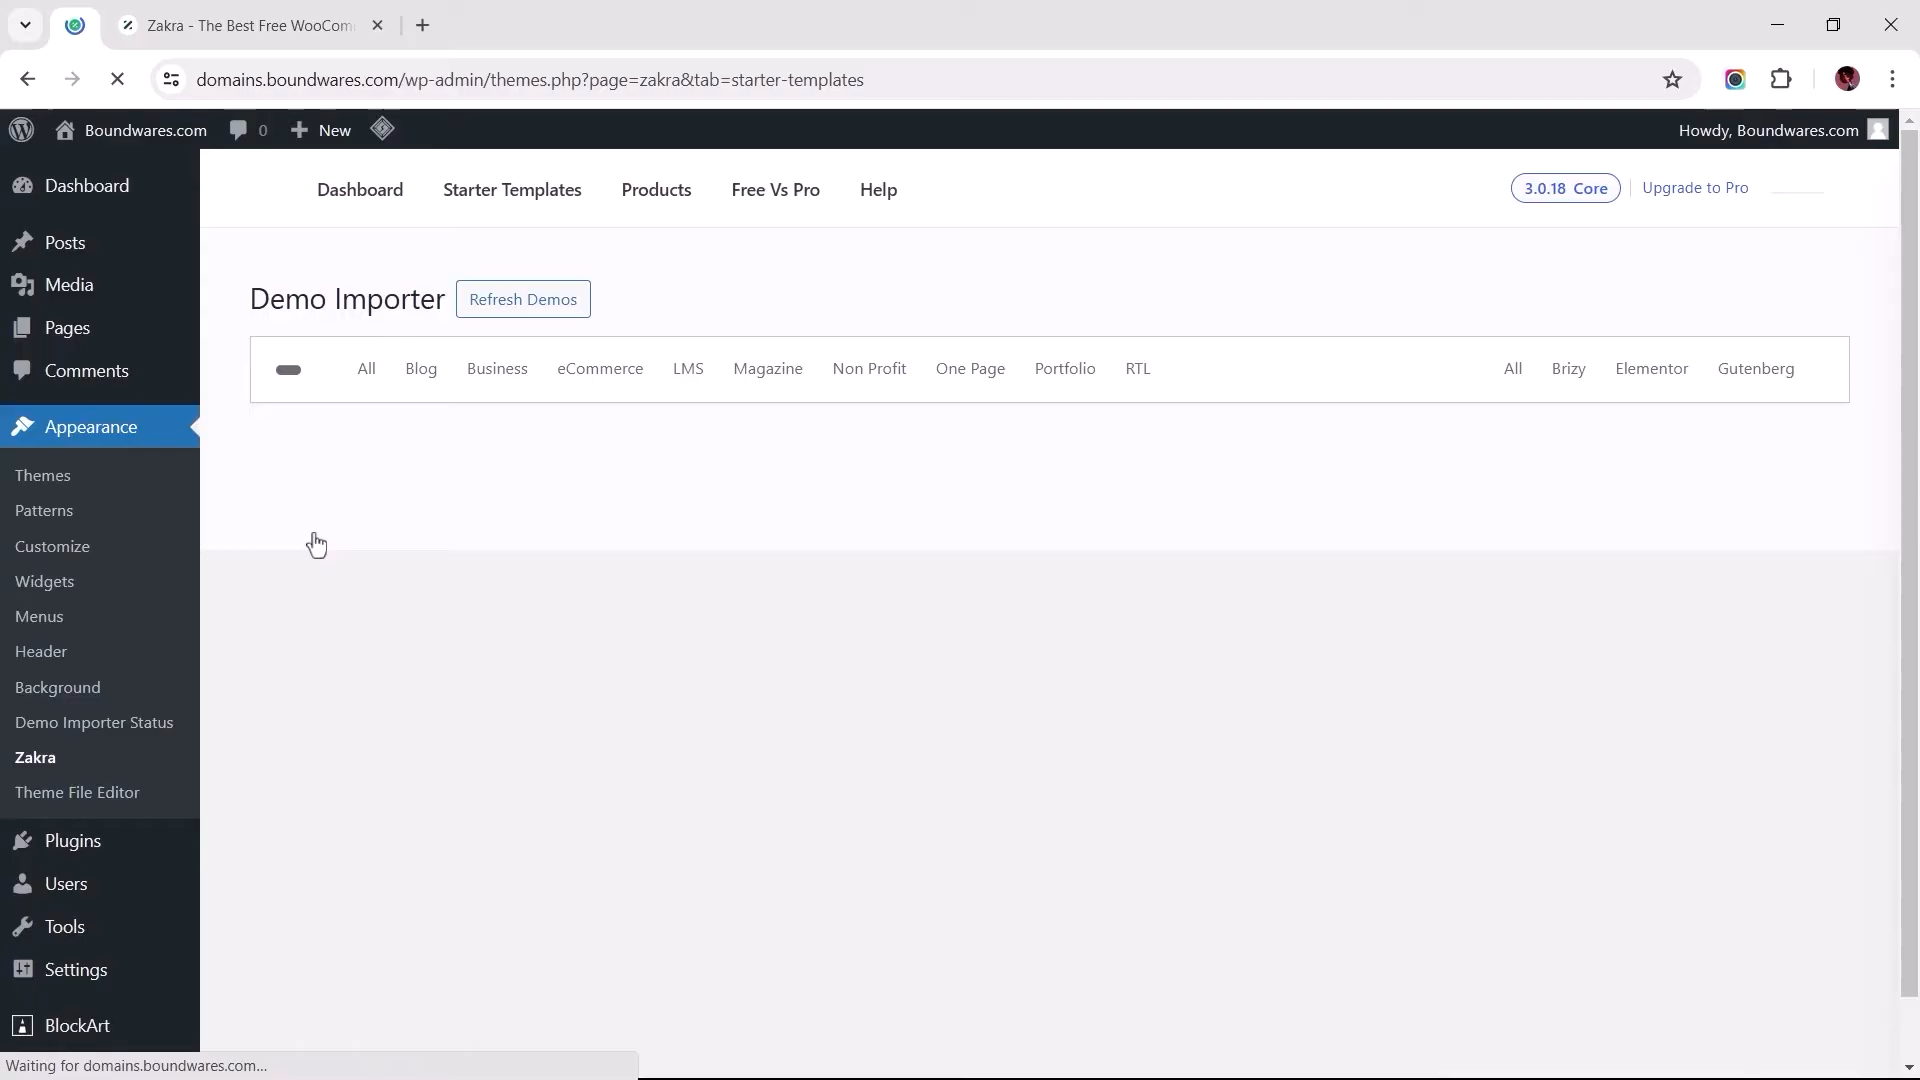 Zakra - The Best Free WooCom
domains.boundwares.com/wp-admin/themes.php?page=zakra&tab=starter-templates
Boundwares.com 0 New Howdy, Boundwares.com
Dashboard
Posts
Media
Pages
Comments
Appearance
Themes
Patterns
Customize
Widgets
Menus
Header
Background
Demo Importer Status
Zakra
Theme File Editor
Plugins
Users
Tools
Settings
BlockArt
Dashboard Starter Templates Products Free Vs Pro Help 3.0.18 Core Upgrade to Pro
Demo Importer Refresh Demos
All Blog Business eCommerce LMS Magazine Non Profit One Page Portfolio RTL All Brizy Elementor Gutenberg
Waiting for domains.boundwares.com...